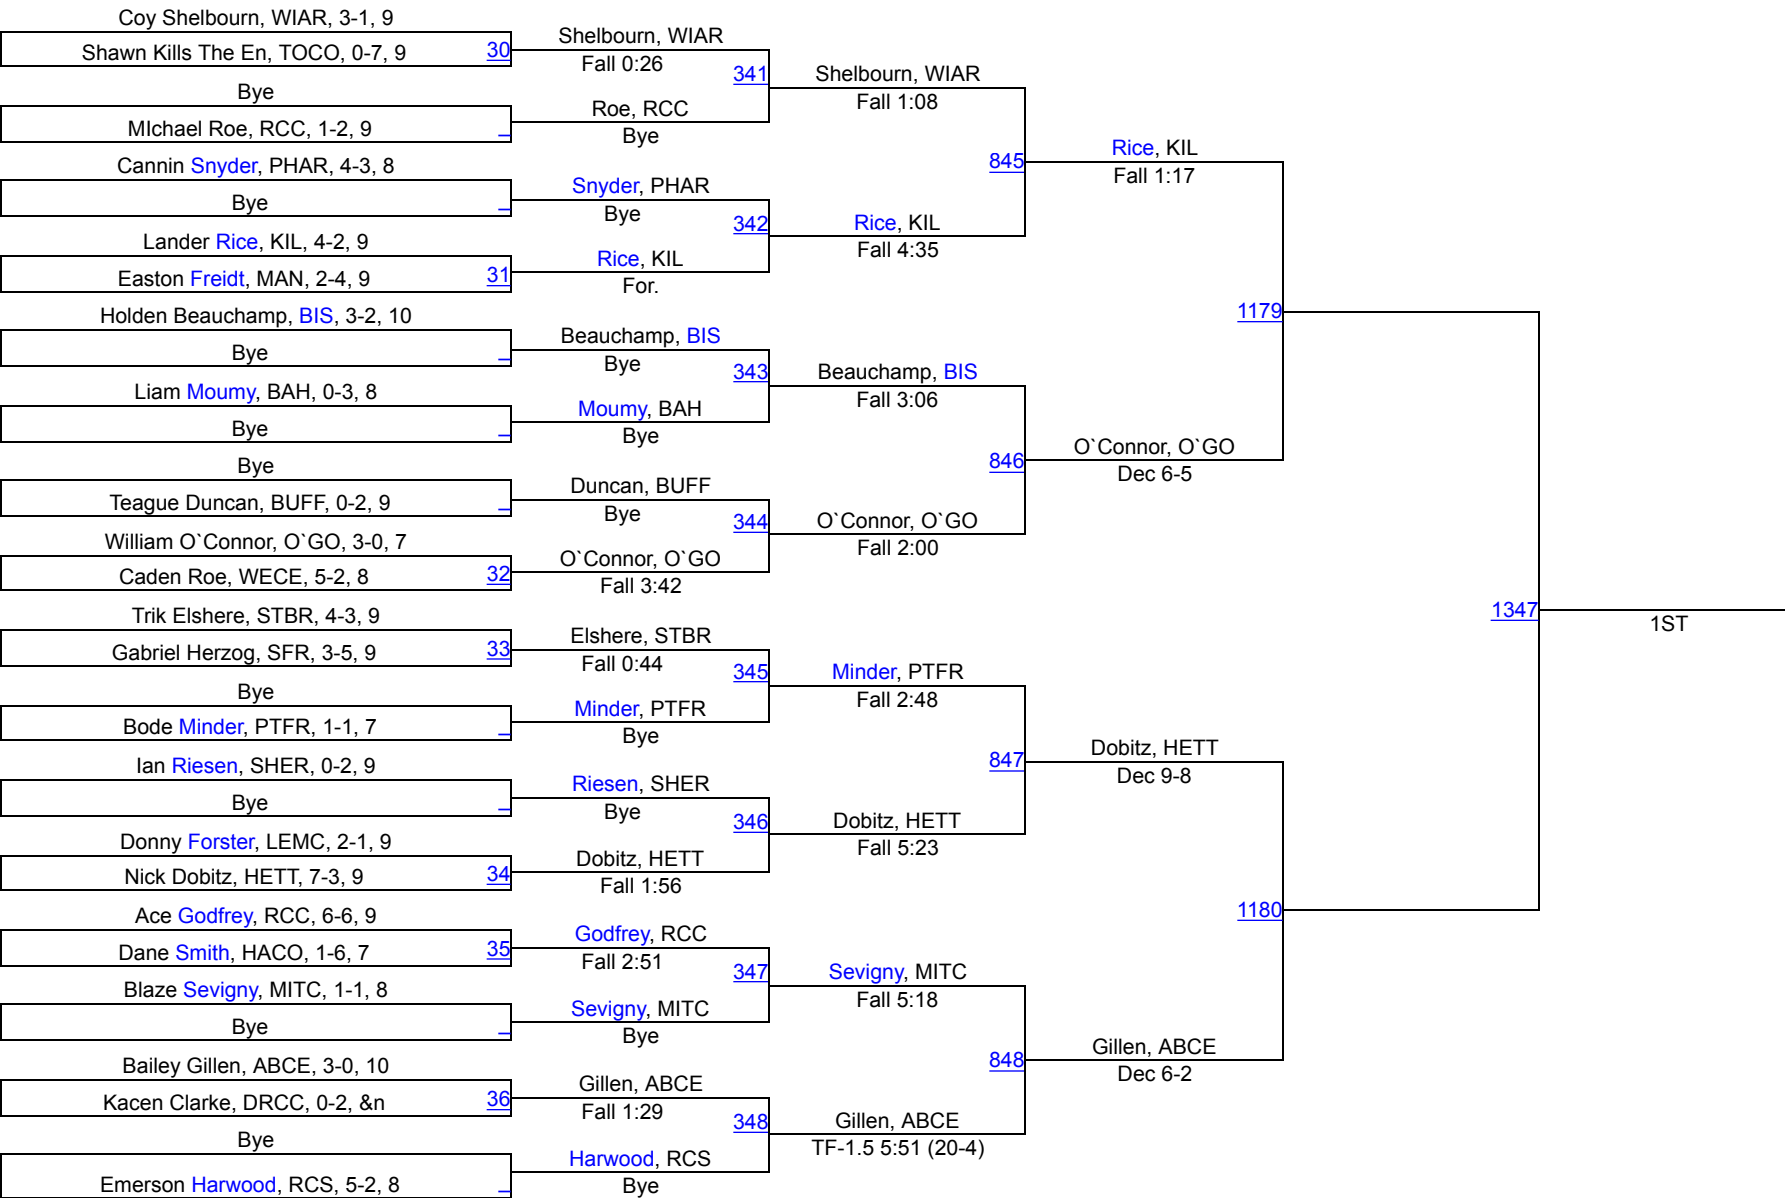 Coy Shelbourn, WIAR, 3-1, 9
Shawn Kills The En, TOCO, 0-7, 9
30
Bye
MIchael Roe, RCC, 1-2, 9
Cannin Snyder, PHAR, 4-3, 8
Bye
Lander Rice, KIL, 4-2, 9
Easton Freidt, MAN, 2-4, 9
31
Holden Beauchamp, BIS, 3-2, 10
Bye
Liam Moumy, BAH, 0-3, 8
Bye
Bye
Teague Duncan, BUFF, 0-2, 9
William O`Connor, O`GO, 3-0, 7
Caden Roe, WECE, 5-2, 8
32
Trik Elshere, STBR, 4-3, 9
Gabriel Herzog, SFR, 3-5, 9
33
Bye
Bode Minder, PTFR, 1-1, 7
Ian Riesen, SHER, 0-2, 9
Bye
Donny Forster, LEMC, 2-1, 9
Nick Dobitz, HETT, 7-3, 9
34
Ace Godfrey, RCC, 6-6, 9
Dane Smith, HACO, 1-6, 7
35
Blaze Sevigny, MITC, 1-1, 8
Bye
Bailey Gillen, ABCE, 3-0, 10
Kacen Clarke, DRCC, 0-2, &n
36
Bye
Emerson Harwood, RCS, 5-2, 8
Shelbourn, WIAR
Fall 0:26
341
Roe, RCC
Bye
Snyder, PHAR
Bye
342
Rice, KIL
For.
Beauchamp, BIS
Bye
343
Moumy, BAH
Bye
Duncan, BUFF
Bye
344
O`Connor, O`GO
Fall 3:42
Elshere, STBR
Fall 0:44
345
Minder, PTFR
Bye
Riesen, SHER
Bye
346
Dobitz, HETT
Fall 1:56
Godfrey, RCC
Fall 2:51
347
Sevigny, MITC
Bye
Gillen, ABCE
Fall 1:29
348
Harwood, RCS
Bye
Shelbourn, WIAR
Fall 1:08
845
Rice, KIL
Fall 4:35
Beauchamp, BIS
Fall 3:06
846
O`Connor, O`GO
Fall 2:00
Minder, PTFR
Fall 2:48
847
Dobitz, HETT
Fall 5:23
Sevigny, MITC
Fall 5:18
848
Gillen, ABCE
TF-1.5 5:51 (20-4)
Rice, KIL
Fall 1:17
1179
O`Connor, O`GO
Dec 6-5
Dobitz, HETT
Dec 9-8
1180
Gillen, ABCE
Dec 6-2
1347
1ST